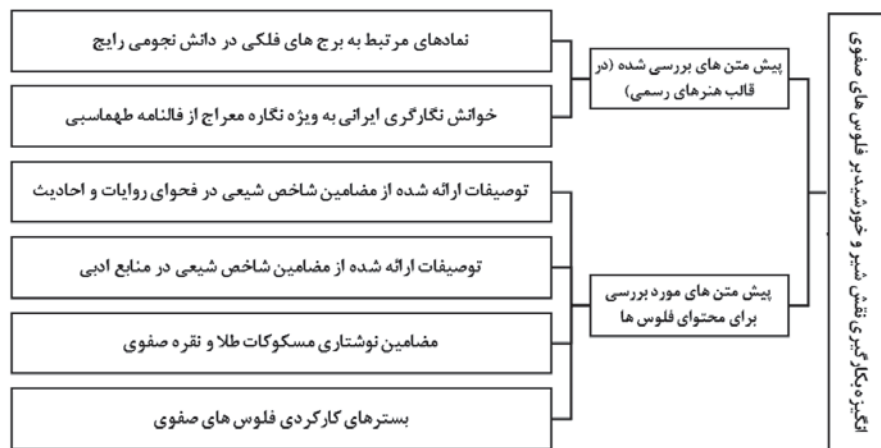 انگیزه بکارگیری نقش شیر و خورشید بر فلوس های صفوی
پیش متن های بررسی شده (در
قالب هنرهای رسمی)
نمادهای مرتبط به برج های فلکی در دانش نجومی رایج
خوانش نگارگری ایرانی به ویژه نگاره معراج از فالنامه طهماسبی
پیش متن های مورد بررسی
برای محتوای فلوس ها
توصیفات ارائه شده از مضامین شاخص شیعی در فحوای روایات و احادیث
توصیفات ارائه شده از مضامین شاخص شیعی در منابع ادبی
مضامین نوشتاری مسکوکات طلا و نقره صفوی
بسترهای کارکردی فلوس های صفوی